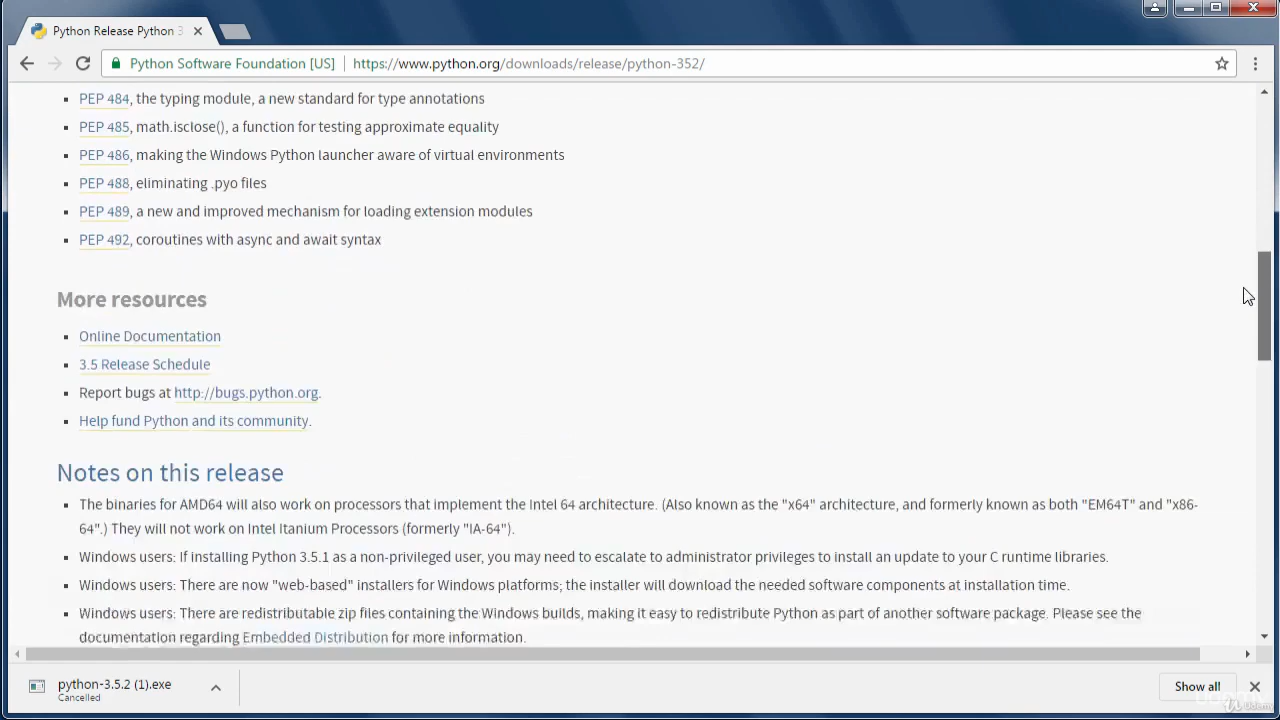 Python Release Python 3
Python Software Foundation [US]
https://www.python.org/downloads/release/python-352/
PEP 484, the typing module, a new standard for type annotations
PEP 485, math.isclose(), a function for testing approximate equality
PEP 486, making the Windows Python launcher aware of virtual environments
PEP 488, eliminating .pyo files
PEP 489, a new and improved mechanism for loading extension modules
PEP 492, coroutines with async and await syntax
More resources
Online Documentation
3.5 Release Schedule
Report bugs at http://bugs.python.org.
Help fund Python and its community.
Notes on this release
The binaries for AMD64 will also work on processors that implement the Intel 64 architecture. (Also known as the "x64" architecture, and formerly known as both "EM64T" and "x86-
64".) They will not work on Intel Itanium Processors (formerly "IA-64").
Windows users: If installing Python 3.5.1 as a non-privileged user, you may need to escalate to administrator privileges to install an update to your C runtime libraries.
Windows users: There are now "web-based" installers for Windows platforms; the installer will download the needed software components at installation time.
Windows users: There are redistributable zip files containing the Windows builds, making it easy to redistribute Python as part of another software package. Please see the
documentation regarding Embedded Distribution for more information.
python-3.5.2 (1).exe
Cancelled
Show all
Udemy